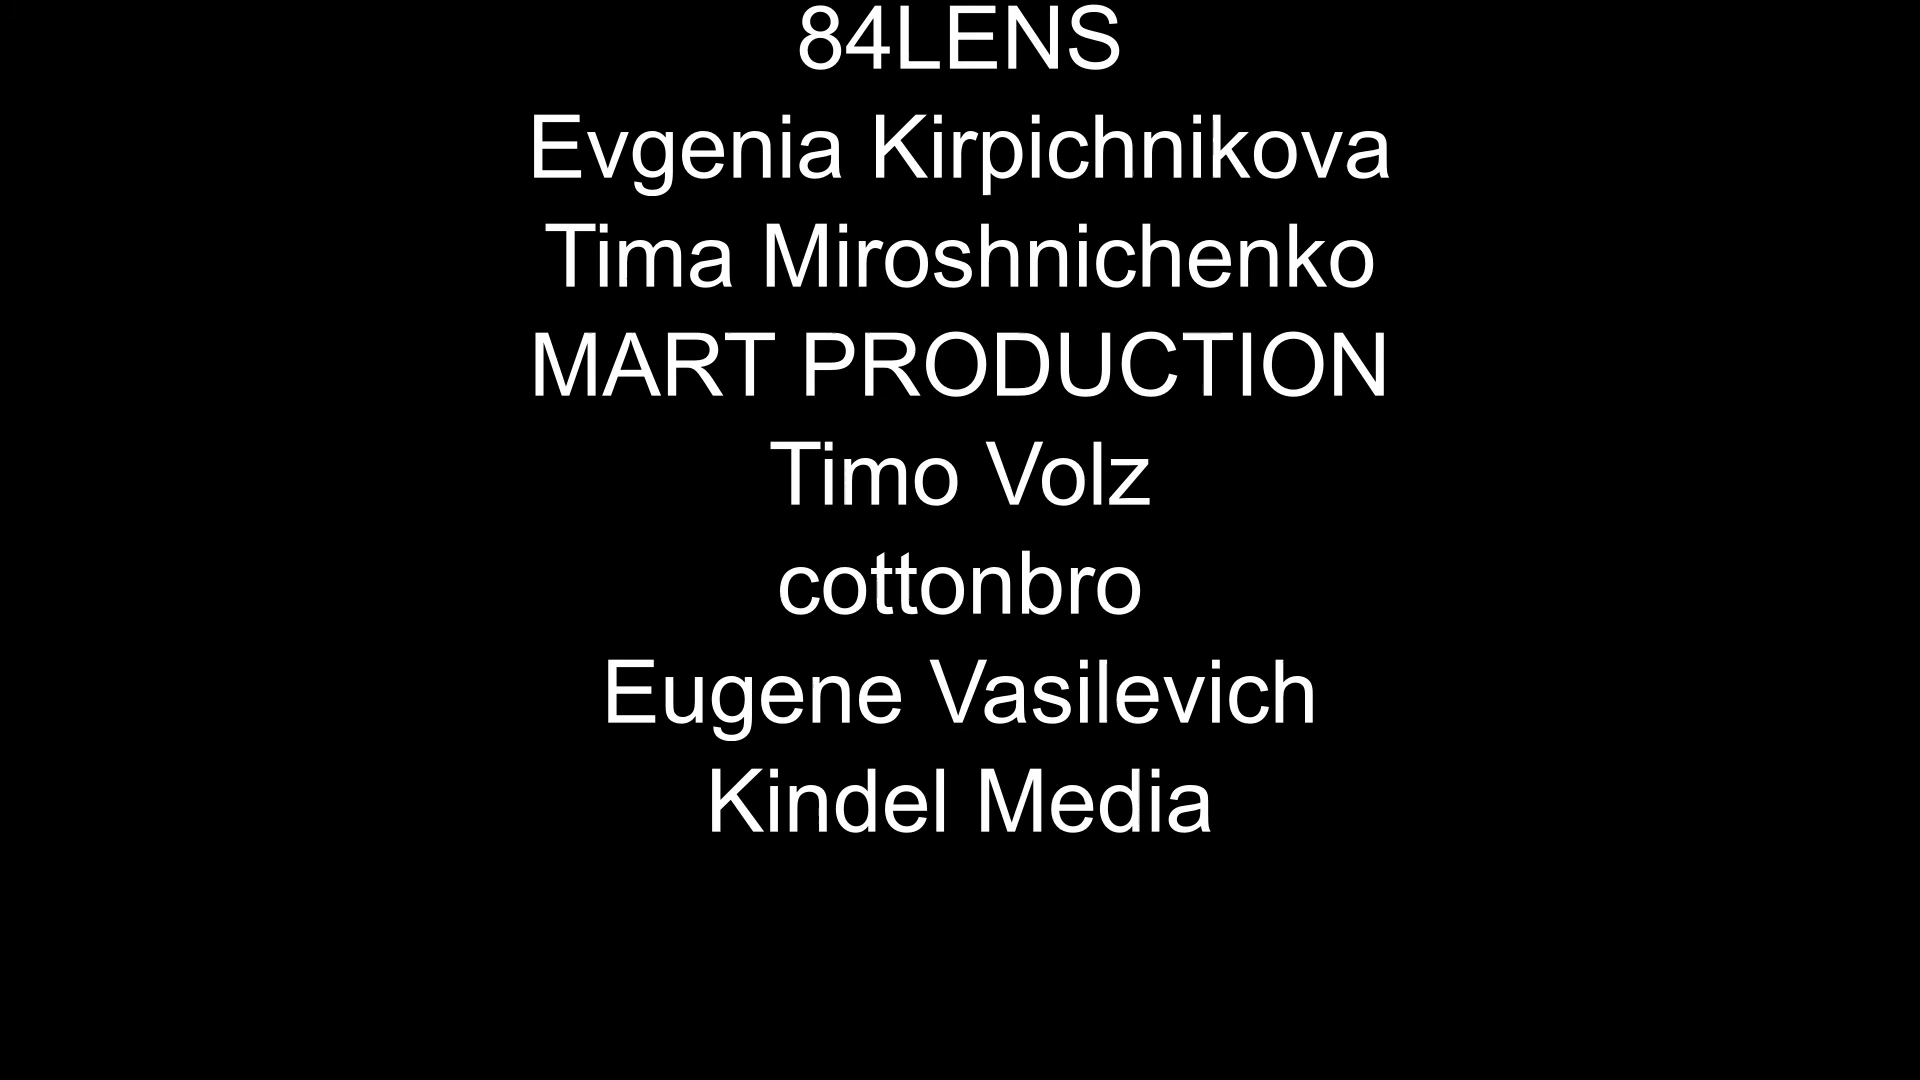 84LENS
Evgenia Kirpichnikova
Tima Miroshnichenko
MART PRODUCTION
Timo Volz
cottonbro
Eugene Vasilevich
Kindel Media